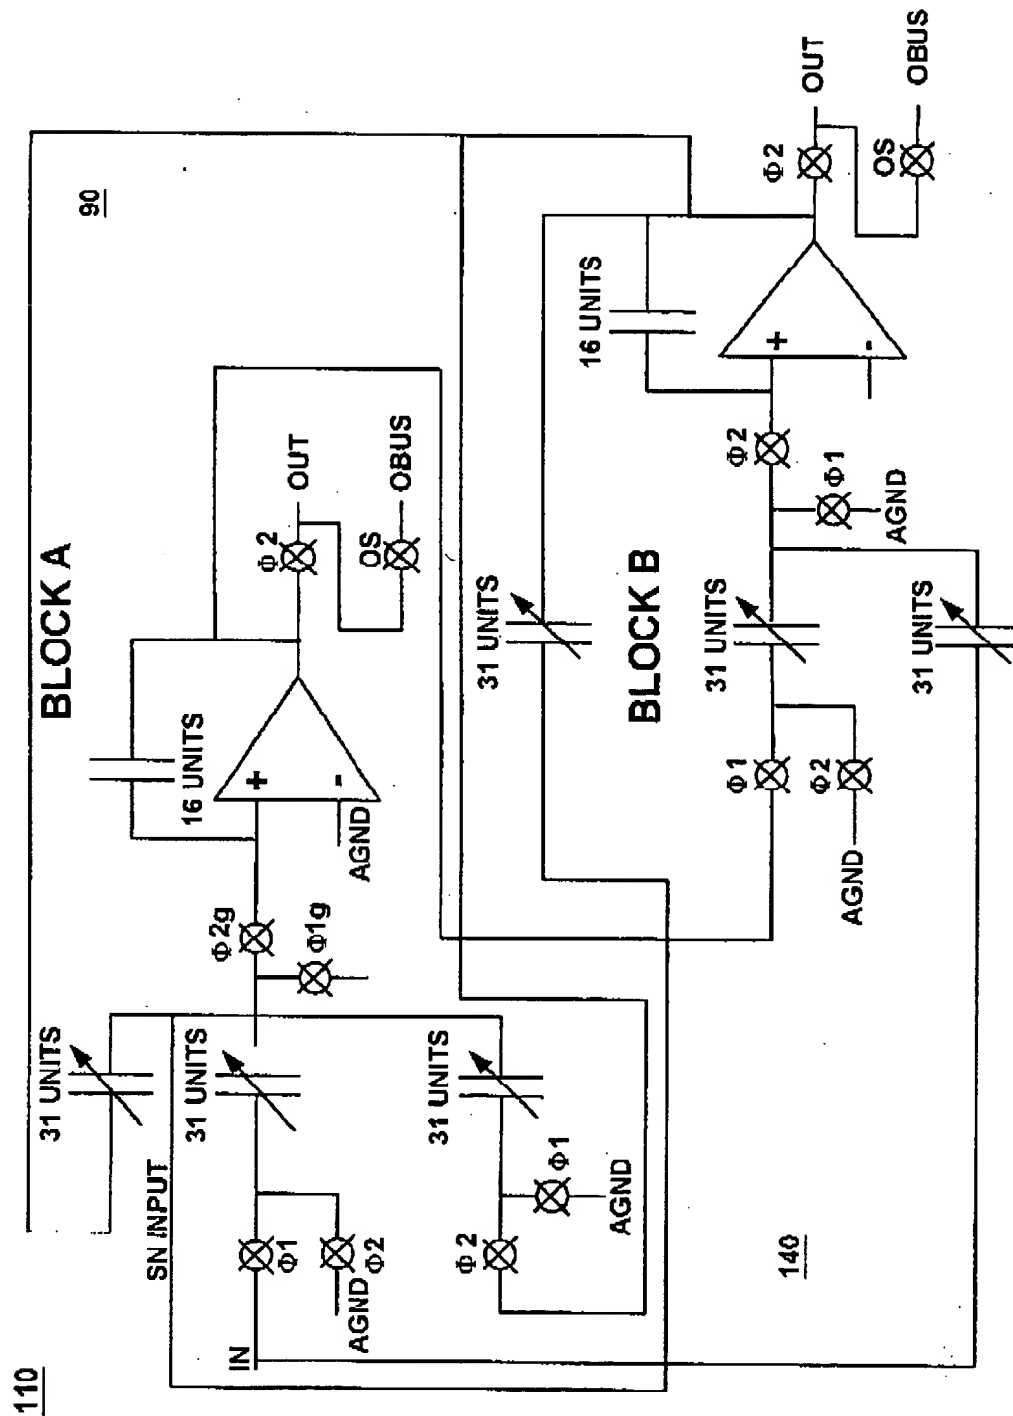 110
BLOCK A
31 UNITS
90
SN INPUT
16 UNITS
31 UNITS
Φ2g
IN
+
Φ 2
Φ1
OUT
Φ1g
-
AGND
AGND
OS
Φ2
OBUS
31 UNITS
Φ 2
31 UNITS
Φ1
16 UNITS
AGND
BLOCK B
31 UNITS
Φ1
Φ2
Φ2
+
140
OUT
Φ2
Φ1
-
AGND
OS
AGND
OBUS
31 UNITS